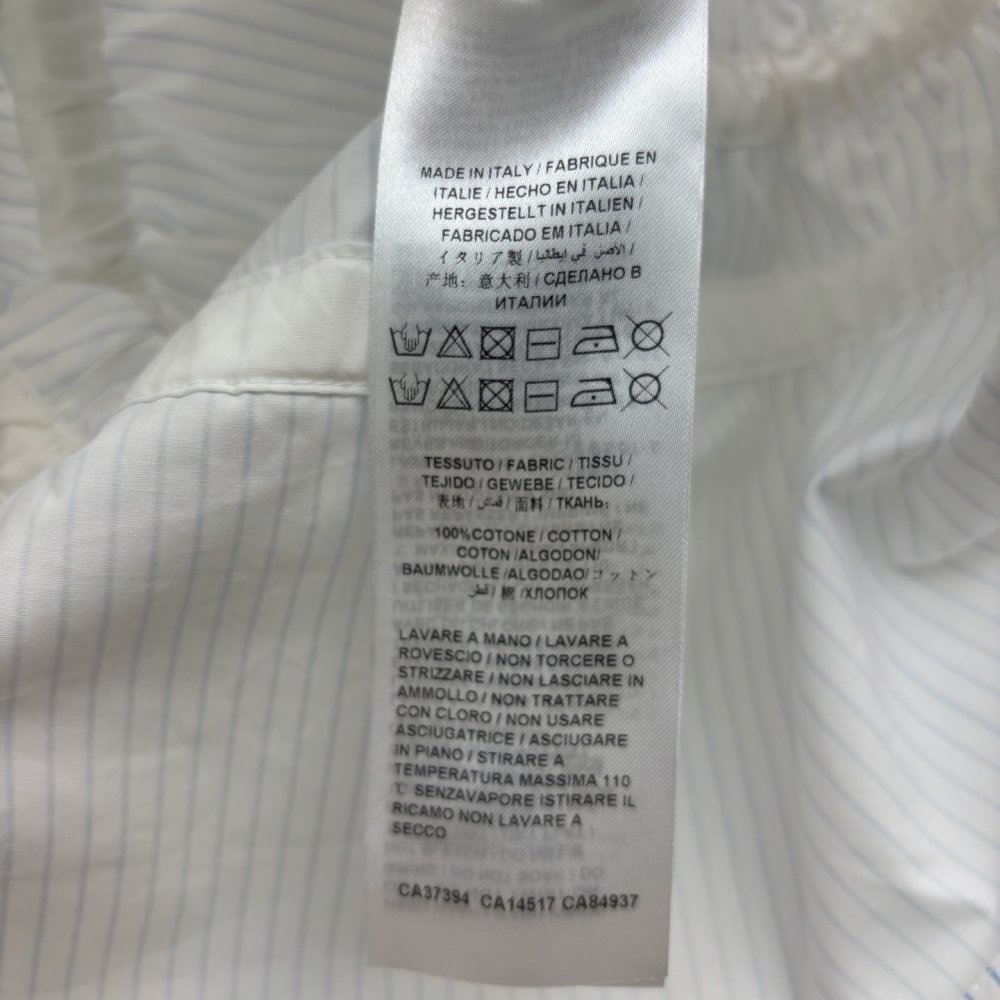 MADE IN ITALY / FABRIQUE EN
ITALIE / HECHO EN ITALIA /
HERGESTELLT IN ITALIEN /
FABRICADO EM ITALIA /
イタリア製 / الاصل في إيطاليا /
产地: 意大利 / СДЕЛАНО В
ИТАЛИИ
TESSUTO / FABRIC / TISSU /
TEJIDO / GEWEBE / TECIDO /
表地 / / 面料 / ТКАНЬ:
100%COTONE / COTTON /
COTON /ALGODON/
BAUMWOLLE /ALGODAO/コットン
قطن / 棉 /ХЛОПОК
LAVARE A MANO / LAVARE A
ROVESCIO / NON TORCERE O
STRIZZARE / NON LASCIARE IN
AMMOLLO / NON TRATTARE
CON CLORO / NON USARE
ASCIUGATRICE / ASCIUGARE
IN PIANO / STIRARE A
TEMPERATURA MASSIMA 110
℃ SENZAVAPORE ISTIRARE IL
RICAMO NON LAVARE A
SECCO
CA37394 CA14517 CA84937